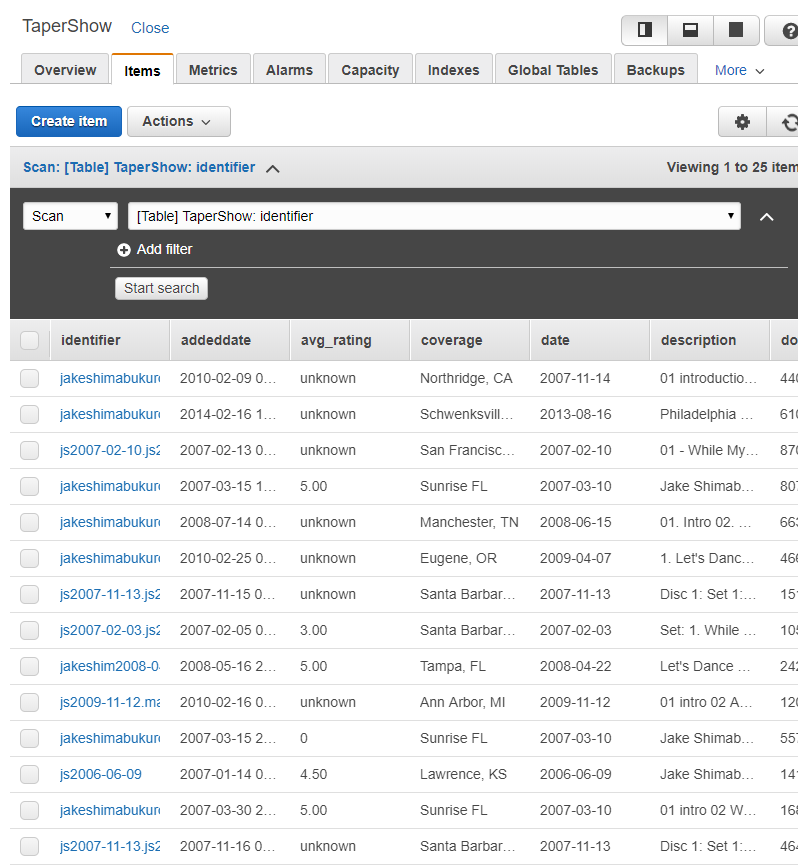 TaperShow Close
Overview Items Metrics Alarms Capacity Indexes Global Tables Backups More
Create item Actions
Scan: [Table] TaperShow: identifier Viewing 1 to 25 item
Scan [Table] TaperShow: identifier
Add filter
Start search
identifier addeddate avg_rating coverage date description do
jakeshimabukuro 2010-02-09 0... unknown Northridge, CA 2007-11-14 01 introductio... 440
jakeshimabukuro 2014-02-16 1... unknown Schwenksvill... 2013-08-16 Philadelphia ... 610
js2007-02-10.js2 2007-02-13 0... unknown San Francisc... 2007-02-10 01 - While My... 870
jakeshimabukuro 2007-03-15 1... 5.00 Sunrise FL 2007-03-10 Jake Shimab... 807
jakeshimabukuro 2008-07-14 0... unknown Manchester, TN 2008-06-15 01. Intro 02. ... 663
jakeshimabukuro 2010-02-25 0... unknown Eugene, OR 2009-04-07 1. Let's Danc... 466
js2007-11-13.js2 2007-11-15 0... unknown Santa Barbar... 2007-11-13 Disc 1: Set 1:... 151
js2007-02-03.js2 2007-02-05 0... 3.00 Santa Barbar... 2007-02-03 Set: 1. While ... 105
jakeshim2008-0 2008-05-16 2... 5.00 Tampa, FL 2008-04-22 Let's Dance ... 242
js2009-11-12.ma 2010-02-16 0... unknown Ann Arbor, MI 2009-11-12 01 intro 02 A... 120
jakeshimabukuro 2007-03-15 2... 0 Sunrise FL 2007-03-10 Jake Shimab... 557
js2006-06-09 2007-01-14 0... 4.50 Lawrence, KS 2006-06-09 Jake Shimab... 141
jakeshimabukuro 2007-03-30 2... 5.00 Sunrise FL 2007-03-10 01 intro 02 W... 168
js2007-11-13.js2 2007-11-16 0... unknown Santa Barbar... 2007-11-13 Disc 1: Set 1:... 464